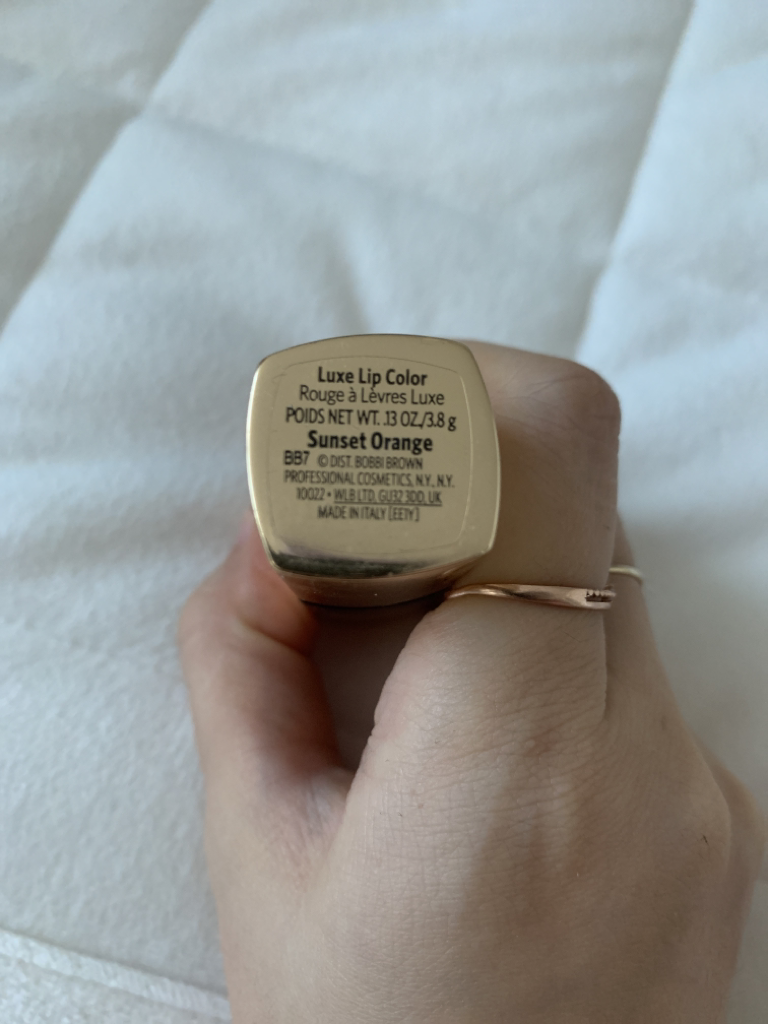 Luxe Lip Color
Rouge à Lèvres Luxe
POIDS NET WT. .13 OZ./3.8 g
Sunset Orange
BB7 © DIST. BOBBI BROWN
PROFESSIONAL COSMETICS, N.Y., N.Y.
10022 • WLB LTD, GU32 3DD, UK
MADE IN ITALY [EE1Y]